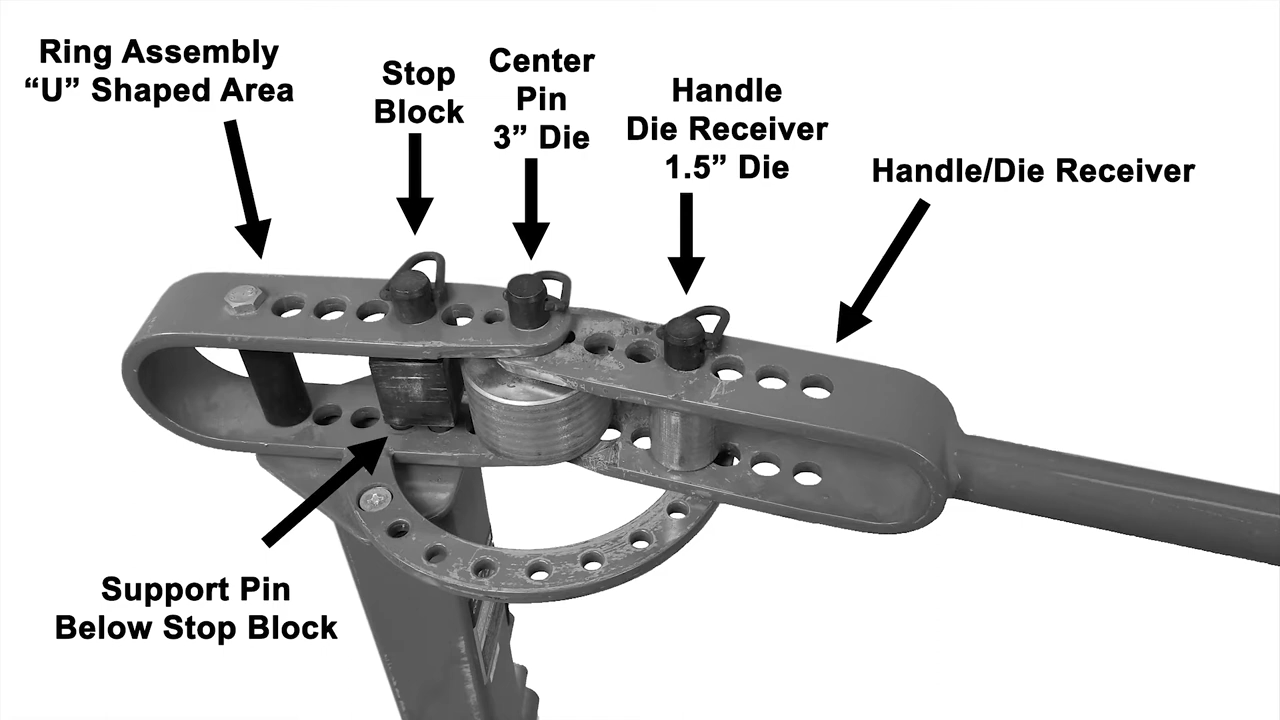 Ring Assembly
“U” Shaped Area
Stop
Block
Center
Pin
3” Die
Handle
Die Receiver
1.5” Die
Handle/Die Receiver
Support Pin
Below Stop Block